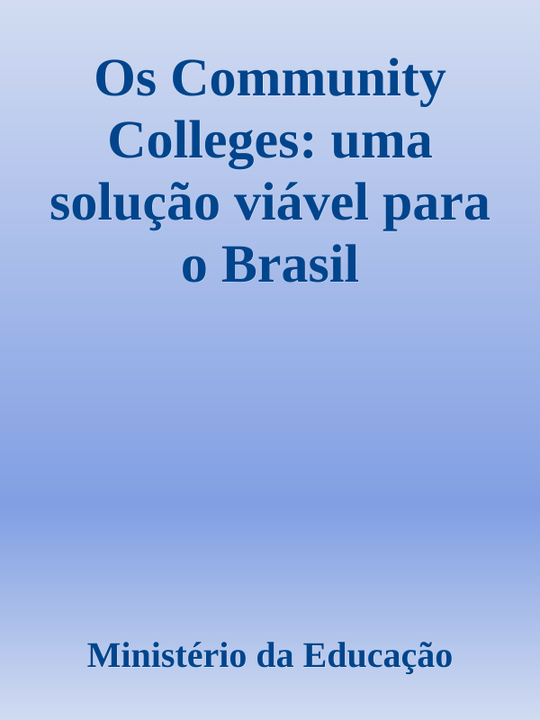 Os Community
Colleges: uma
solução viável para
o Brasil
Ministério da Educação